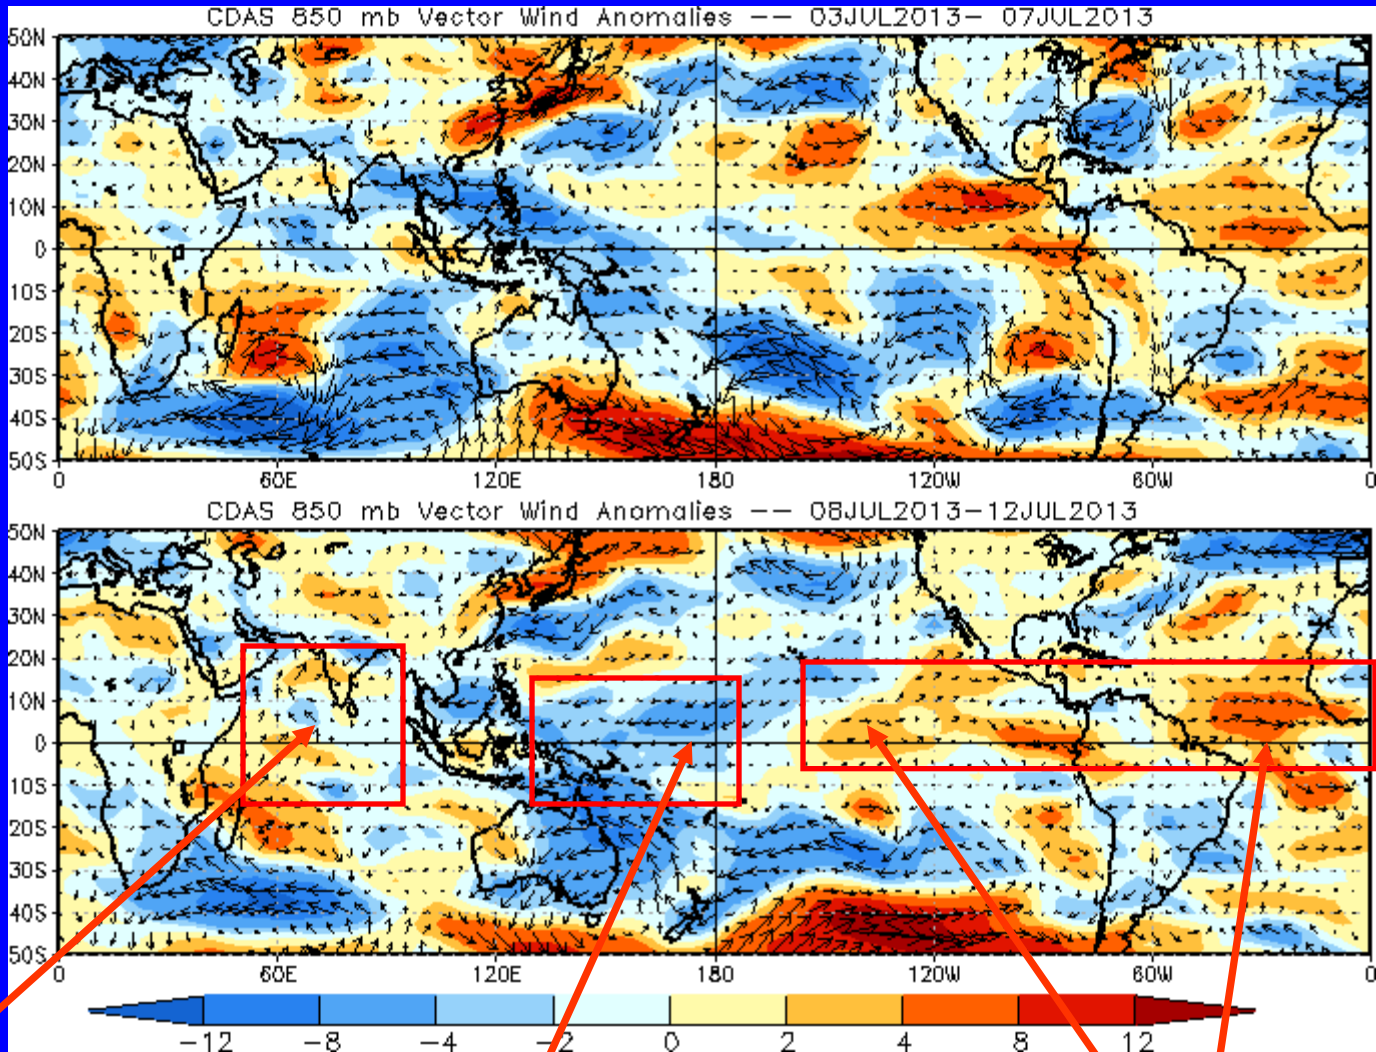 CDAS 850 mb Vector Wind Anomalies -- 03JUL2013- 07JUL2013
50N
40N
30N
20N
10N
0
10S
20S
30S
40S
50S
0 60E 120E 180 120W 60W 0
CDAS 850 mb Vector Wind Anomalies -- 08JUL2013-12JUL2013
50N
40N
30N
20N
10N
0
10S
20S
30S
40S
50S
0 60E 120E 180 120W 60W 0
-12 -8 -4 -2 0 2 4 8 12